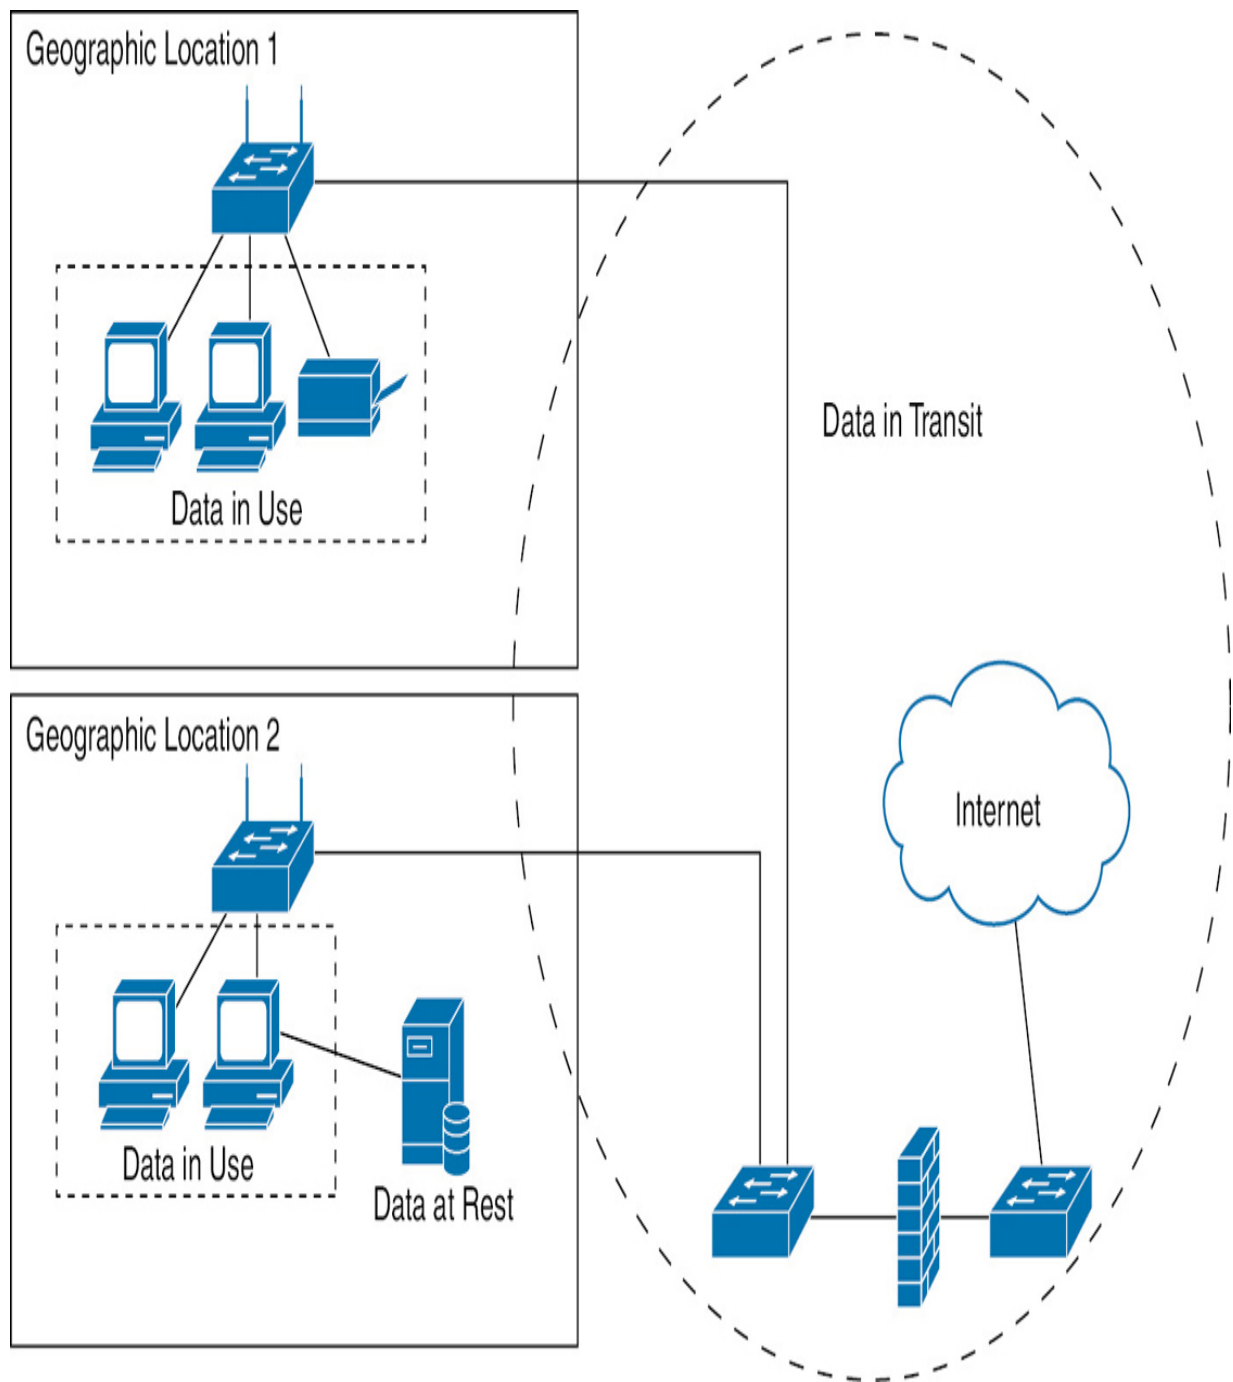 Geographic Location 1
Data in Use
Data in Transit
Geographic Location 2
Internet
Data in Use
Data at Rest